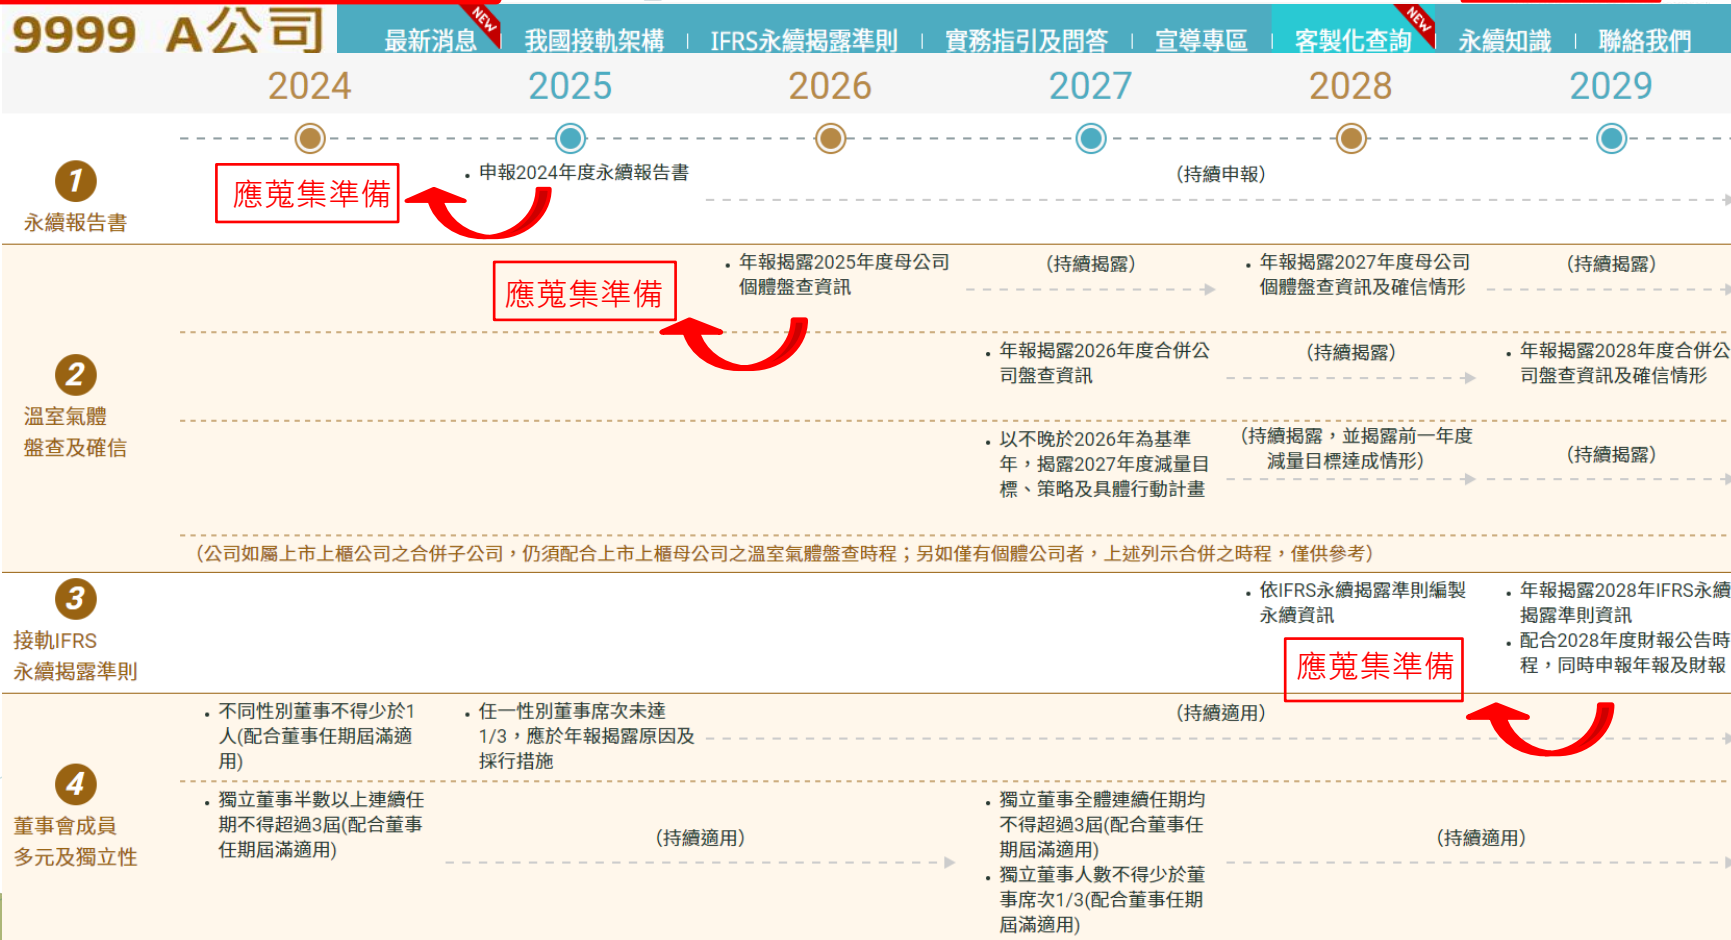 9999 A公司
最新消息 NEW 我國接軌架構 IFRS永續揭露準則 實務指引及問答 宣導專區 客製化查詢 NEW 永續知識 聯絡我們
2024 2025 2026 2027 2028 2029
1
永續報告書
應蒐集準備
• 申報2024年度永續報告書
(持續申報)
2
溫室氣體
盤查及確信
應蒐集準備
• 年報揭露2025年度母公司
個體盤查資訊
(持續揭露)
• 年報揭露2027年度母公司
個體盤查資訊及確信情形
(持續揭露)
• 年報揭露2026年度合併公
司盤查資訊
(持續揭露)
• 年報揭露2028年度合併公
司盤查資訊及確信情形
• 以不晚於2026年為基準
年，揭露2027年度減量目
標、策略及具體行動計畫
(持續揭露，並揭露前一年度
減量目標達成情形)
(持續揭露)
(公司如屬上市上櫃公司之合併子公司，仍須配合上市上櫃母公司之溫室氣體盤查時程；另如僅有個體公司者，上述列示合併之時程，僅供參考)
3
接軌IFRS
永續揭露準則
• 依IFRS永續揭露準則編製
永續資訊
應蒐集準備
• 年報揭露2028年IFRS永續
揭露準則資訊
• 配合2028年度財報公告時
程，同時申報年報及財報
4
董事會成員
多元及獨立性
• 不同性別董事不得少於1
人(配合董事任期屆滿適
用)
• 任一性別董事席次未達
1/3，應於年報揭露原因及
採行措施
(持續適用)
• 獨立董事半數以上連續任
期不得超過3屆(配合董事
任期屆滿適用)
(持續適用)
• 獨立董事全體連續任期均
不得超過3屆(配合董事任
期屆滿適用)
• 獨立董事人數不得少於董
事席次1/3(配合董事任期
屆滿適用)
(持續適用)